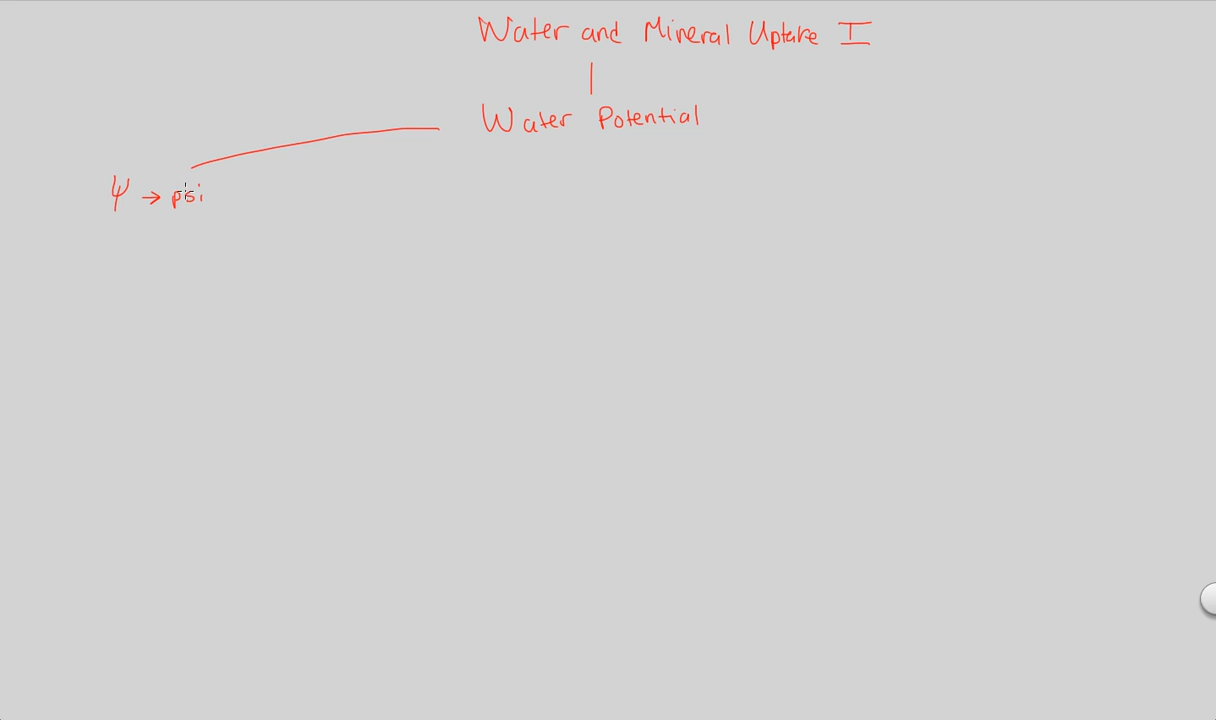 Water and Mineral Uptake I
Water Potential
Ψ → psi